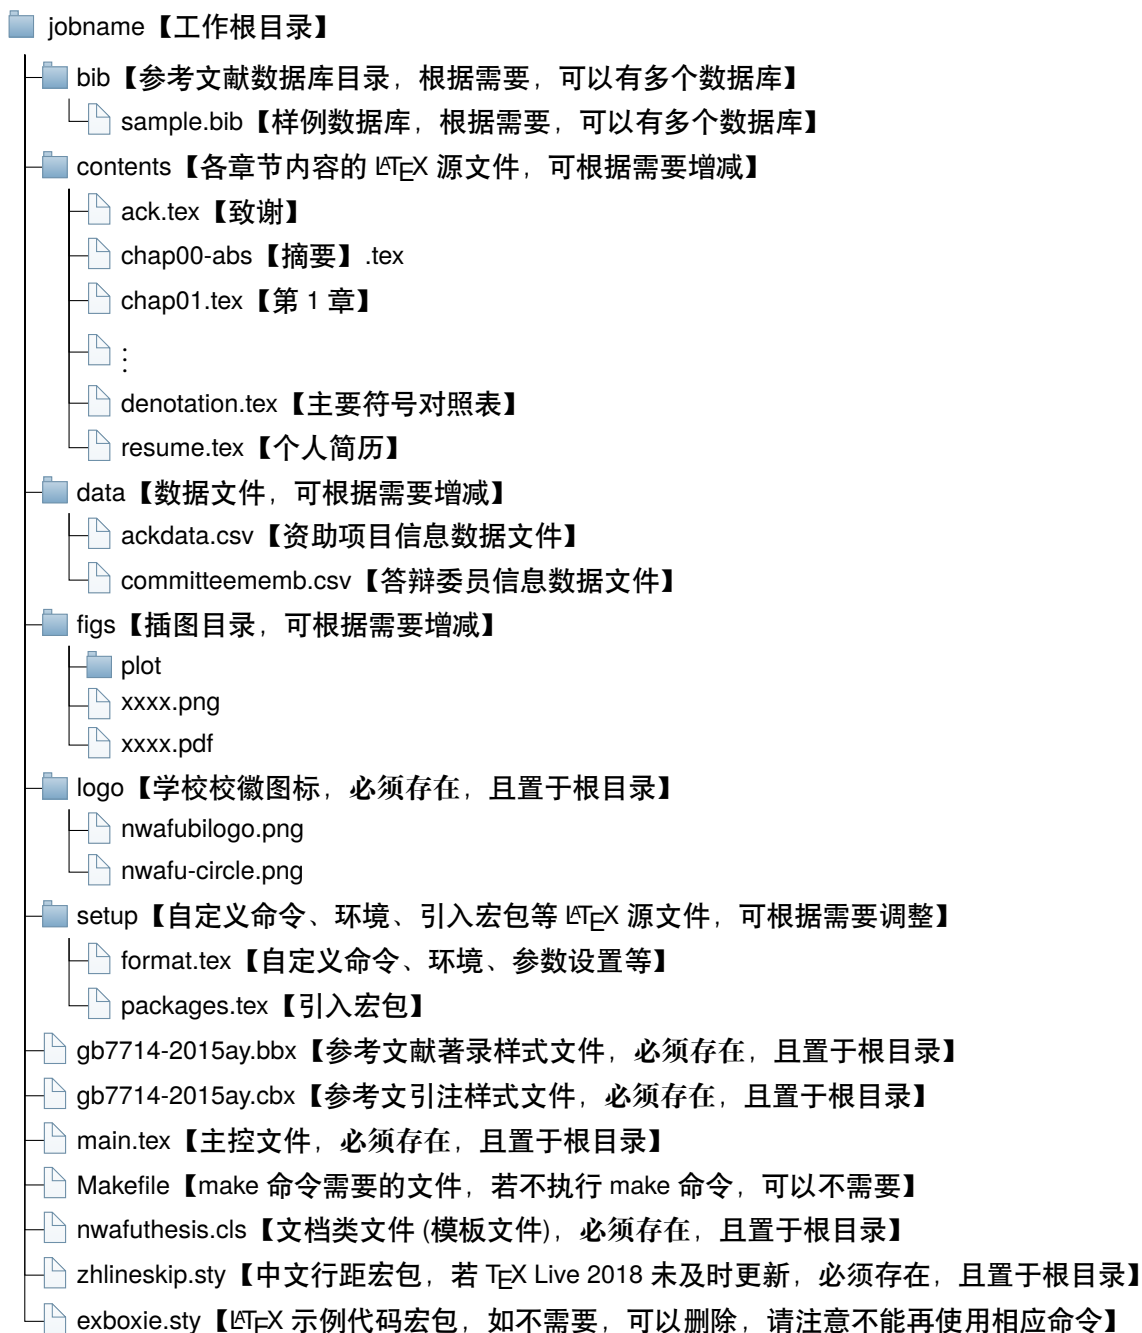 jobname【工作根目录】
bib【参考文献数据库目录，根据需要，可以有多个数据库】
sample.bib【样例数据库，根据需要，可以有多个数据库】
contents【各章节内容的 LATEX 源文件，可根据需要增减】
ack.tex【致谢】
chap00-abs【摘要】.tex
chap01.tex【第 1 章】
⋮
denotation.tex【主要符号对照表】
resume.tex【个人简历】
data【数据文件，可根据需要增减】
ackdata.csv【资助项目信息数据文件】
committeememb.csv【答辩委员信息数据文件】
figs【插图目录，可根据需要增减】
plot
xxxx.png
xxxx.pdf
logo【学校校徽图标，必须存在，且置于根目录】
nwafubilogo.png
nwafu-circle.png
setup【自定义命令、环境、引入宏包等 LATEX 源文件，可根据需要调整】
format.tex【自定义命令、环境、参数设置等】
packages.tex【引入宏包】
gb7714-2015ay.bbx【参考文献著录样式文件，必须存在，且置于根目录】
gb7714-2015ay.cbx【参考文引注样式文件，必须存在，且置于根目录】
main.tex【主控文件，必须存在，且置于根目录】
Makefile【make 命令需要的文件，若不执行 make 命令，可以不需要】
nwafuthesis.cls【文档类文件 (模板文件)，必须存在，且置于根目录】
zhlineskip.sty【中文行距宏包，若 TEX Live 2018 未及时更新，必须存在，且置于根目录】
exboxie.sty【LATEX 示例代码宏包，如不需要，可以删除，请注意不能再使用相应命令】